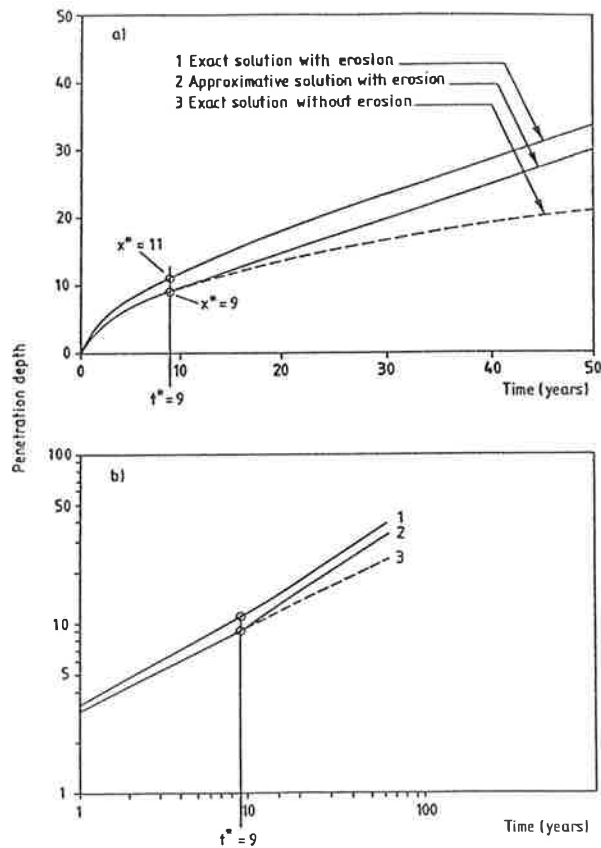 50
a)
1 Exact solution with erosion
2 Approximative solution with erosion
3 Exact solution without erosion
40
30
20
x* = 11
10
x* = 9
0
0 10 20 30 40 50
t* = 9
Time (years)
Penetration depth
100
b)
50
1
2
3
10
5
1
1 10 100
t* = 9
Time (years)